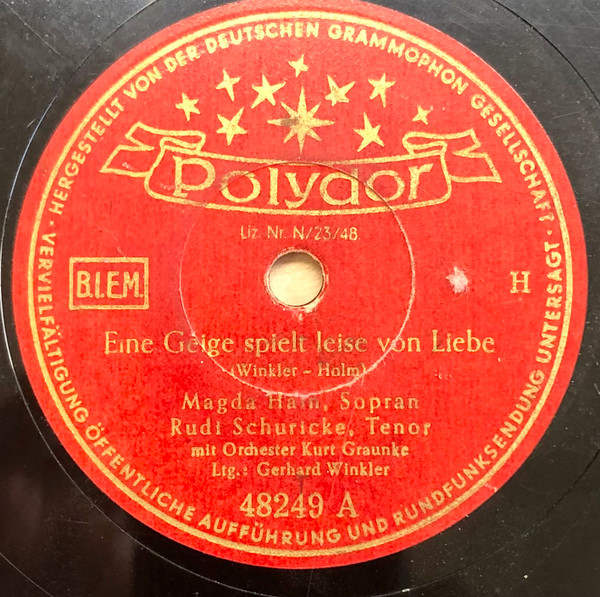 HERGESTELLT VON DER DEUTSCHEN GRAMMOPHON GESELLSCHAFT ·
Polydor
Liz. Nr. N/23/48.
B.I.E.M.
H
Eine Geige spielt leise von Liebe
(Winkler - Holm)
Magda Hain, Sopran
Rudi Schuricke, Tenor
mit Orchester Kurt Graunke
Ltg.: Gerhard Winkler
48249 A
· VERVIELFÄLTIGUNG ÖFFENTLICHE AUFFÜHRUNG UND RUNDFUNKSENDUNG UNTERSAGT ·